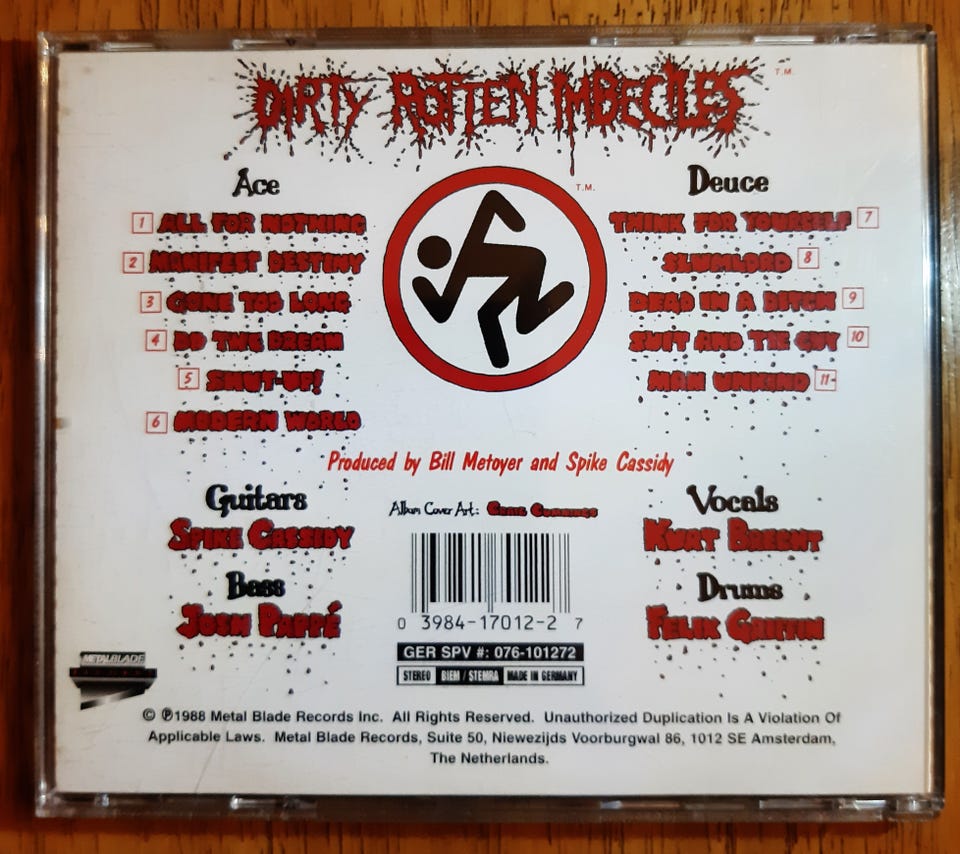 DIRTY ROTTEN IMBECILES T.M.
Ace
1 ALL FOR NOTHING
2 MANIFEST DESTINY
3 GONE TOO LONG
4 DO THE DREAM
5 SHUT-UP!
6 MODERN WORLD
T.M.
Deuce
THINK FOR YOURSELF 7
SLUMLORD 8
DEAD IN A DITCH 9
SUIT AND TIE GUY 10
MAN UNKIND 11
Produced by Bill Metoyer and Spike Cassidy
Guitars
SPIKE CASSIDY
Bass
JOSH PAPPÉ
Album Cover Art:
Vocals
KURT BRECHT
Drums
FELIX GRIFFIN
0 3984-17012-2 7
GER SPV #: 076-101272
STEREO BIEM / STEMRA MADE IN GERMANY
METALBLADE
© ℗1988 Metal Blade Records Inc. All Rights Reserved. Unauthorized Duplication Is A Violation Of
Applicable Laws. Metal Blade Records, Suite 50, Niewezijds Voorburgwal 86, 1012 SE Amsterdam,
The Netherlands.